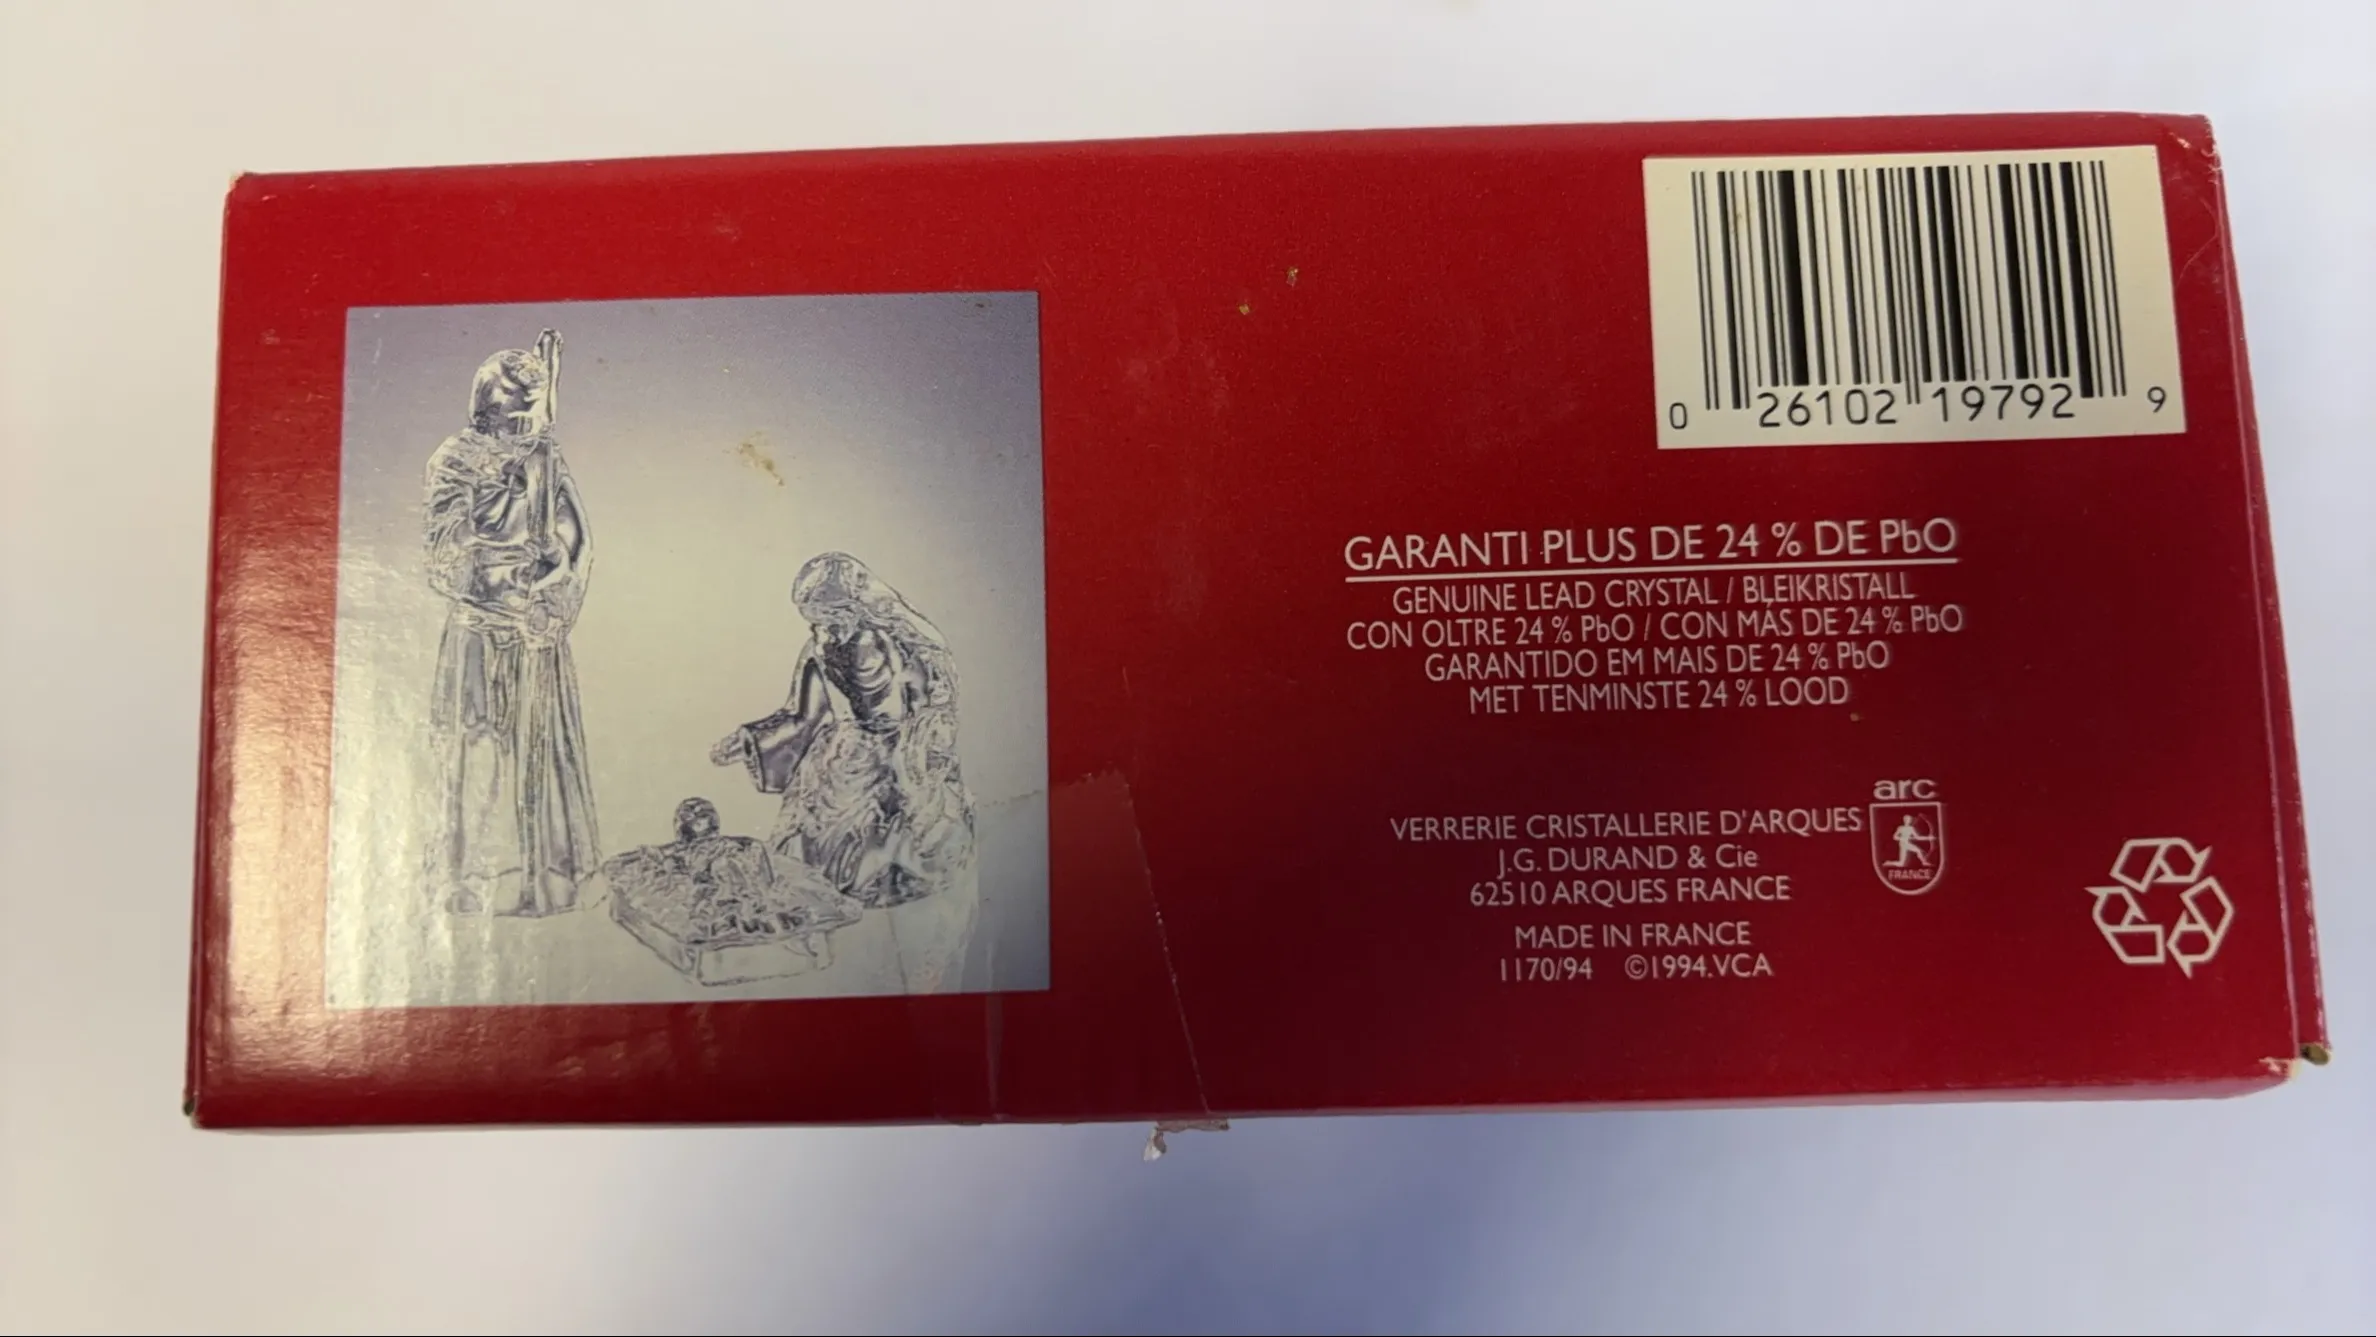 0 26102 19792 9
GARANTI PLUS DE 24 % DE PbO
GENUINE LEAD CRYSTAL / BLEIKRISTALL
CON OLTRE 24 % PbO / CON MÁS DE 24 % PbO
GARANTIDO EM MAIS DE 24 % PbO
MET TENMINSTE 24 % LOOD
arc
FRANCE
VERRERIE CRISTALLERIE D'ARQUES
J.G. DURAND & Cie
62510 ARQUES FRANCE
MADE IN FRANCE
1170/94 ©1994.VCA